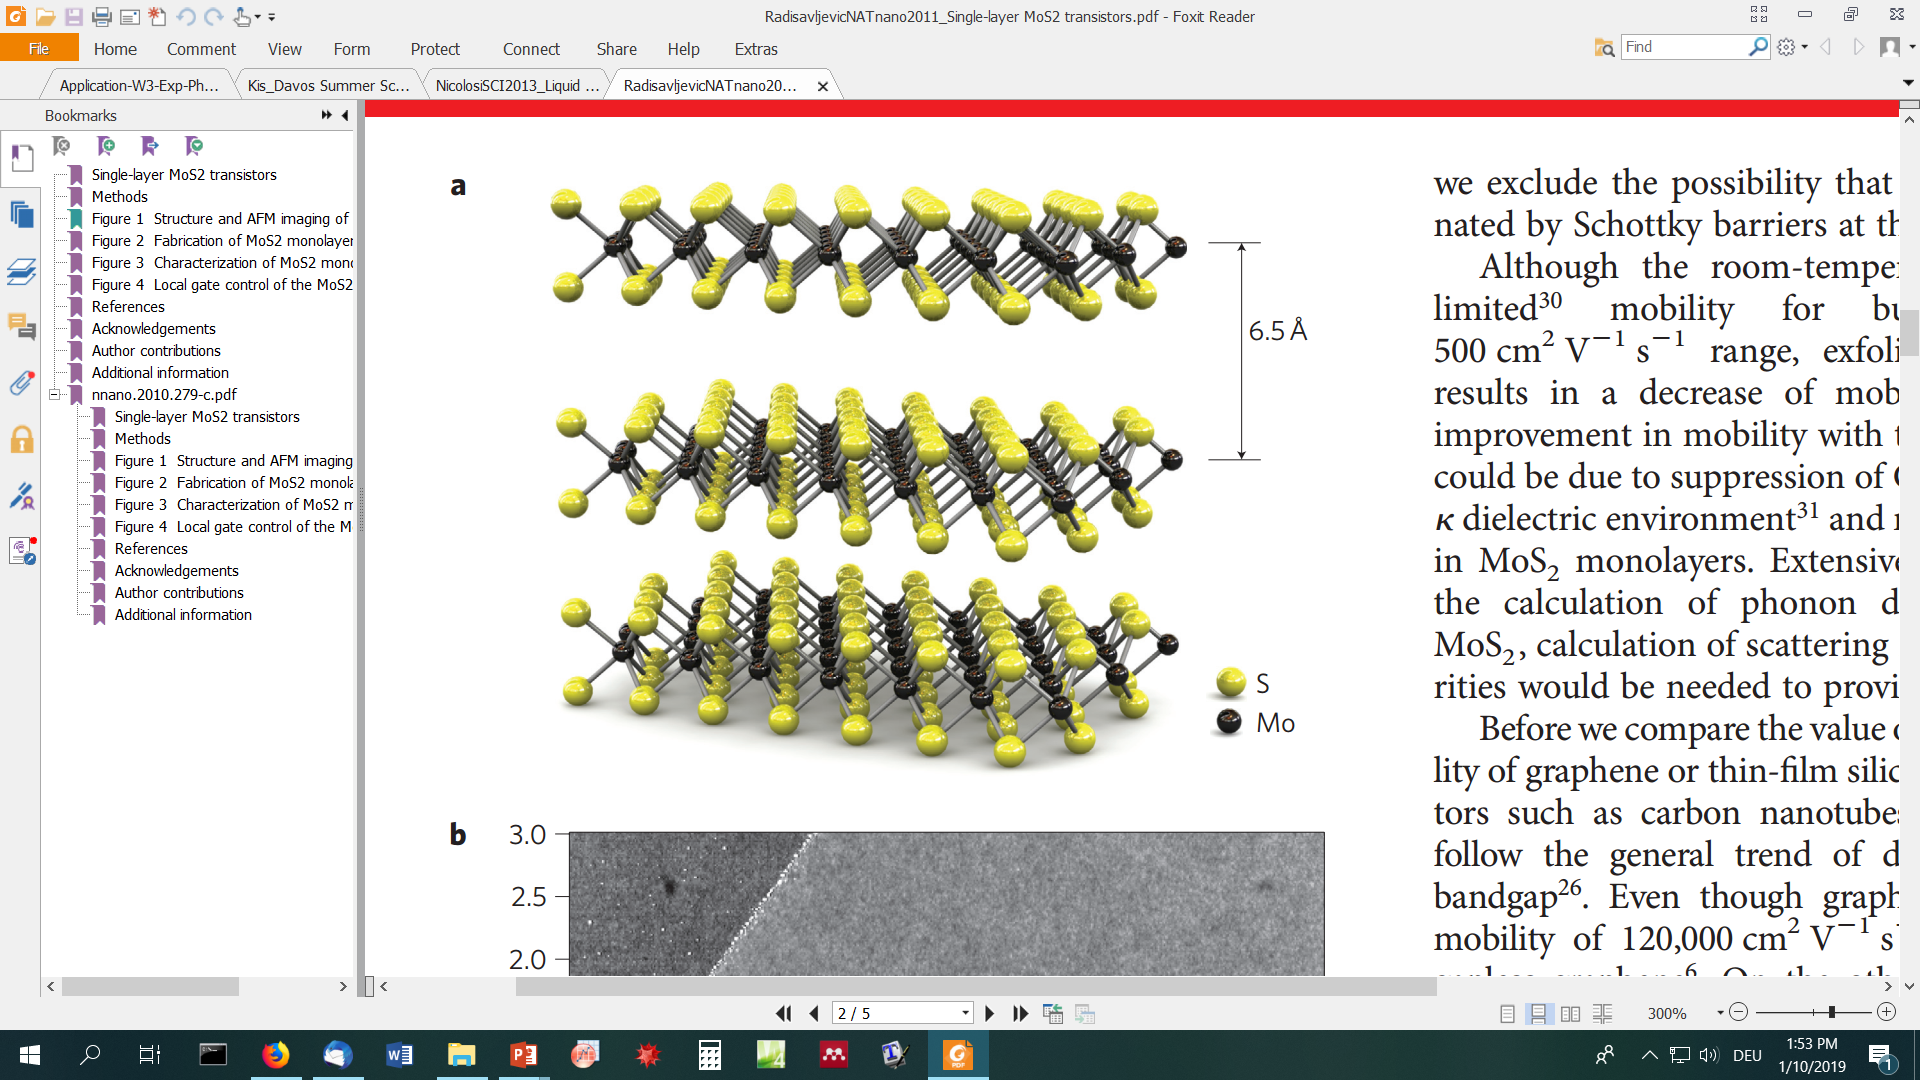 RadisavljevicNATnano2011_Single-layer MoS2 transistors.pdf - Foxit Reader
File
Home
Comment
View
Form
Protect
Connect
Share
Help
Extras
Find
Application-W3-Exp-Ph...
Kis_Davos Summer Sc...
NicolosiSCI2013_Liquid ...
RadisavljevicNATnano20...
Bookmarks
Single-layer MoS2 transistors
Methods
Figure 1 Structure and AFM imaging of
Figure 2 Fabrication of MoS2 monolayer
Figure 3 Characterization of MoS2 mono
Figure 4 Local gate control of the MoS2
References
Acknowledgements
Author contributions
Additional information
nnano.2010.279-c.pdf
Single-layer MoS2 transistors
Methods
Figure 1 Structure and AFM imaging
Figure 2 Fabrication of MoS2 monola
Figure 3 Characterization of MoS2 m
Figure 4 Local gate control of the M
References
Acknowledgements
Author contributions
Additional information
a
6.5 Å
S
Mo
b
3.0
2.5
2.0
we exclude the possibility that
nated by Schottky barriers at th
Although the room-temper
limited³⁰ mobility for bu
500 cm² V⁻¹ s⁻¹ range, exfoli
results in a decrease of mob
improvement in mobility with t
could be due to suppression of C
κ dielectric environment³¹ and r
in MoS₂ monolayers. Extensive
the calculation of phonon d
MoS₂, calculation of scattering
rities would be needed to provi
Before we compare the value o
lity of graphene or thin-film silic
tors such as carbon nanotubes
follow the general trend of d
bandgap²⁶. Even though graph
mobility of 120,000 cm² V⁻¹ s⁻
2 / 5
300%
DEU
1:53 PM
1/10/2019
1